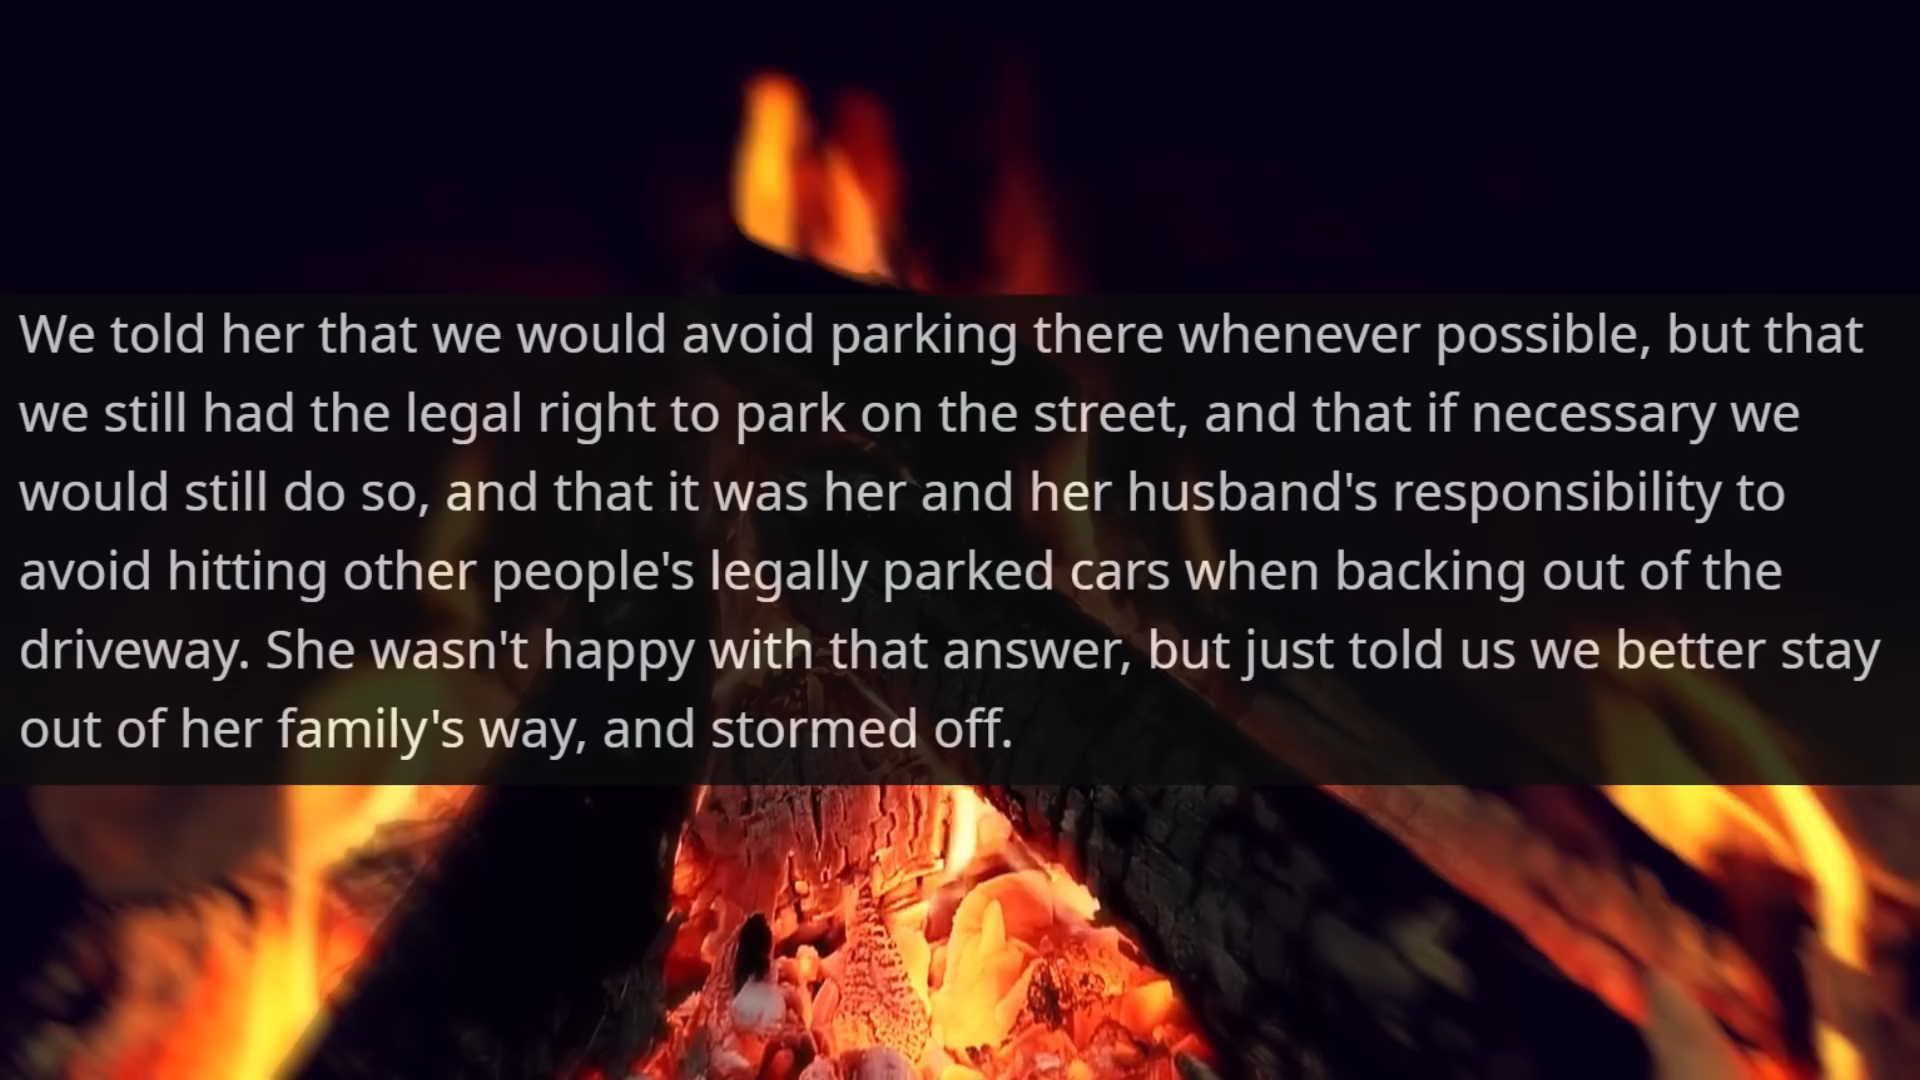 We told her that we would avoid parking there whenever possible, but that
we still had the legal right to park on the street, and that if necessary we
would still do so, and that it was her and her husband's responsibility to
avoid hitting other people's legally parked cars when backing out of the
driveway. She wasn't happy with that answer, but just told us we better stay
out of her family's way, and stormed off.